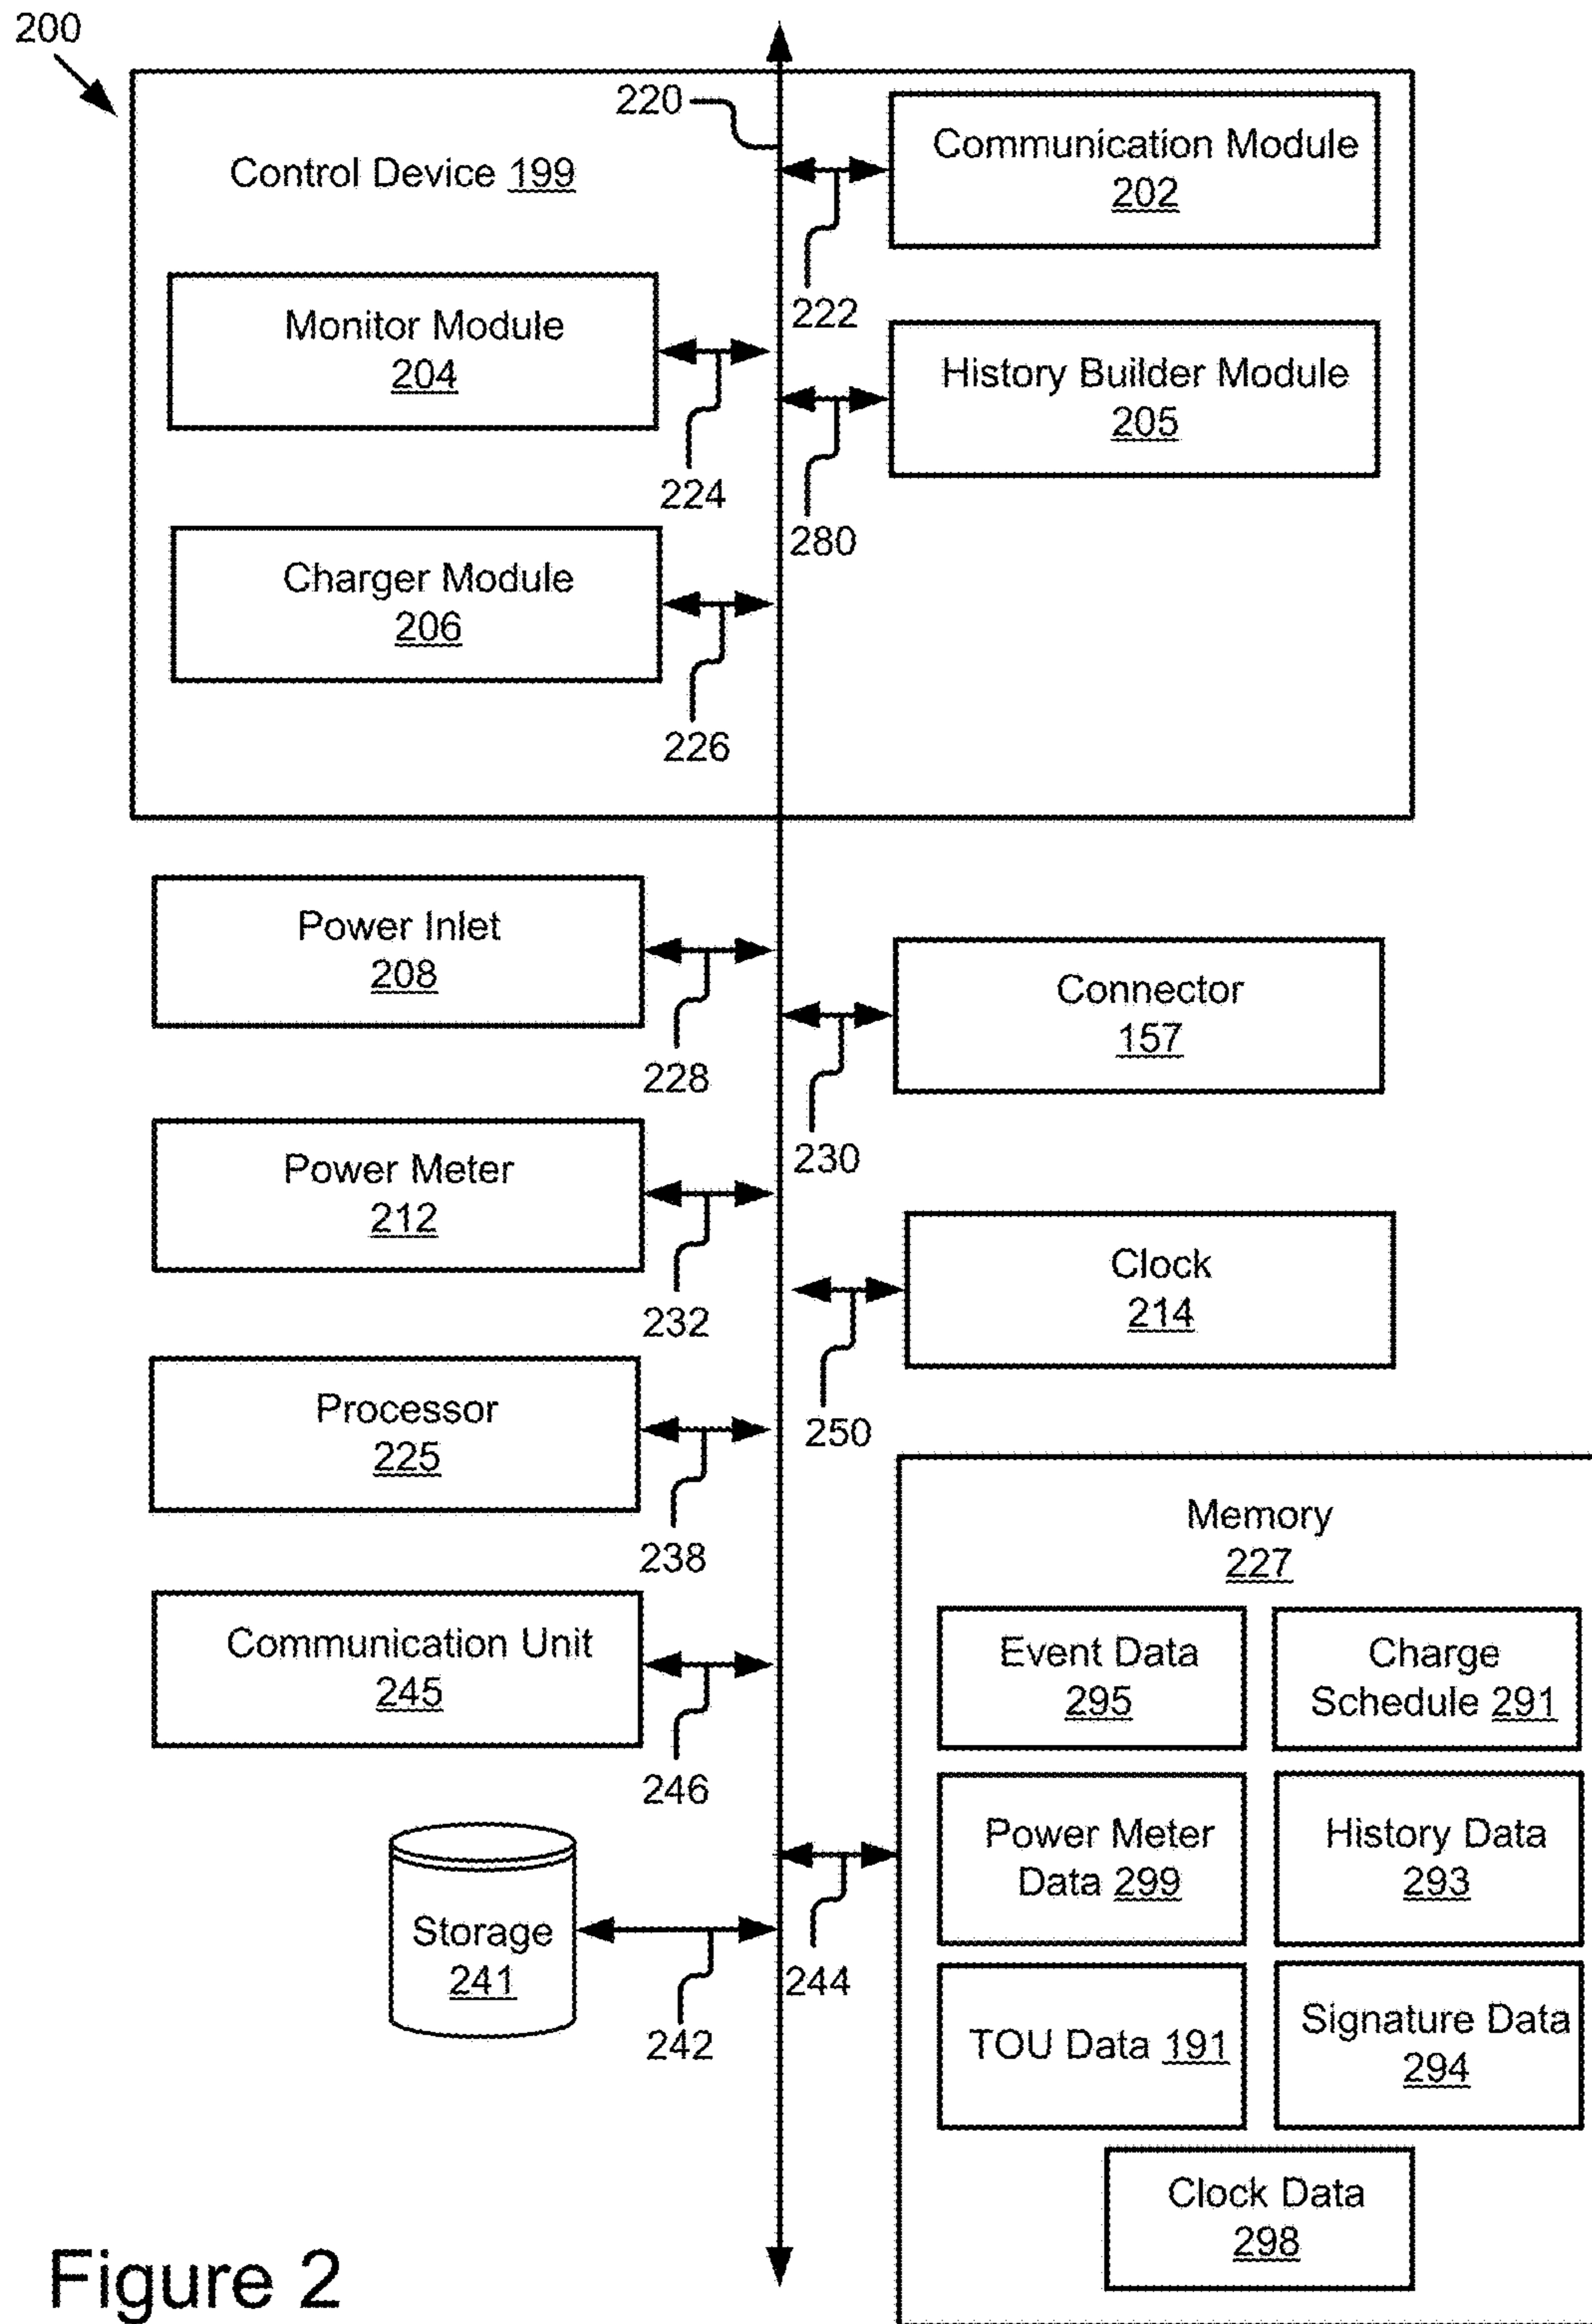 200
220
Communication Module
202
Control Device 199
222
Monitor Module
204
History Builder Module
205
224
280
Charger Module
206
226
Power Inlet
208
Connector
157
228
230
Power Meter
212
Clock
214
232
250
Processor
225
238
Memory
227
Communication Unit
245
Event Data
295
Charge
Schedule 291
246
Power Meter
Data 299
History Data
293
Storage
241
244
242
TOU Data 191
Signature Data
294
Clock Data
298
Figure 2